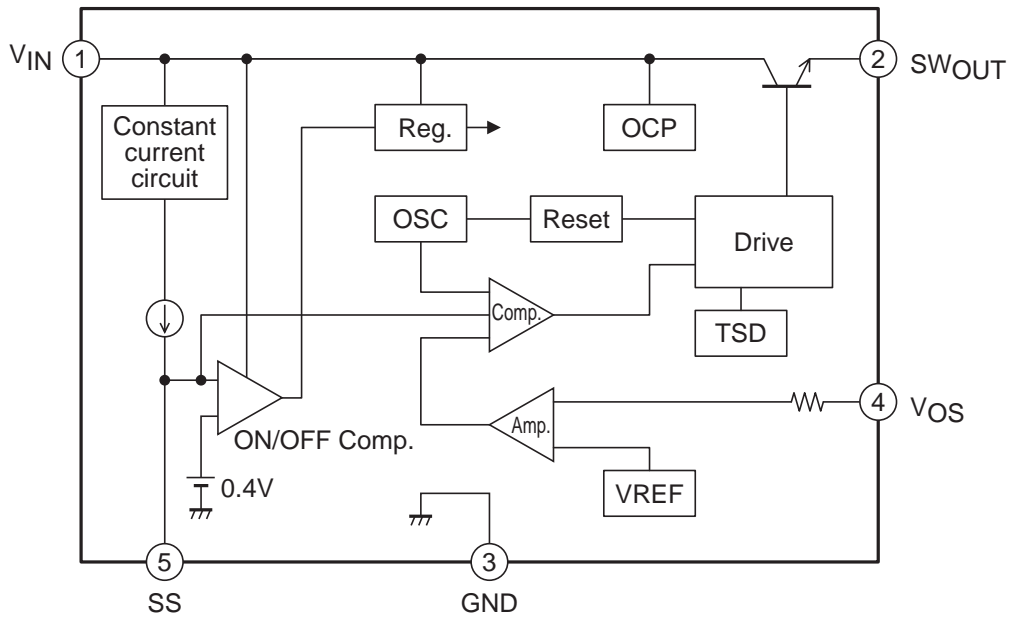 VIN
1
2
SWOUT
Constant
current
circuit
Reg.
OCP
OSC
Reset
Drive
Comp.
TSD
4
VOS
Amp.
ON/OFF Comp.
0.4V
VREF
5
3
SS
GND